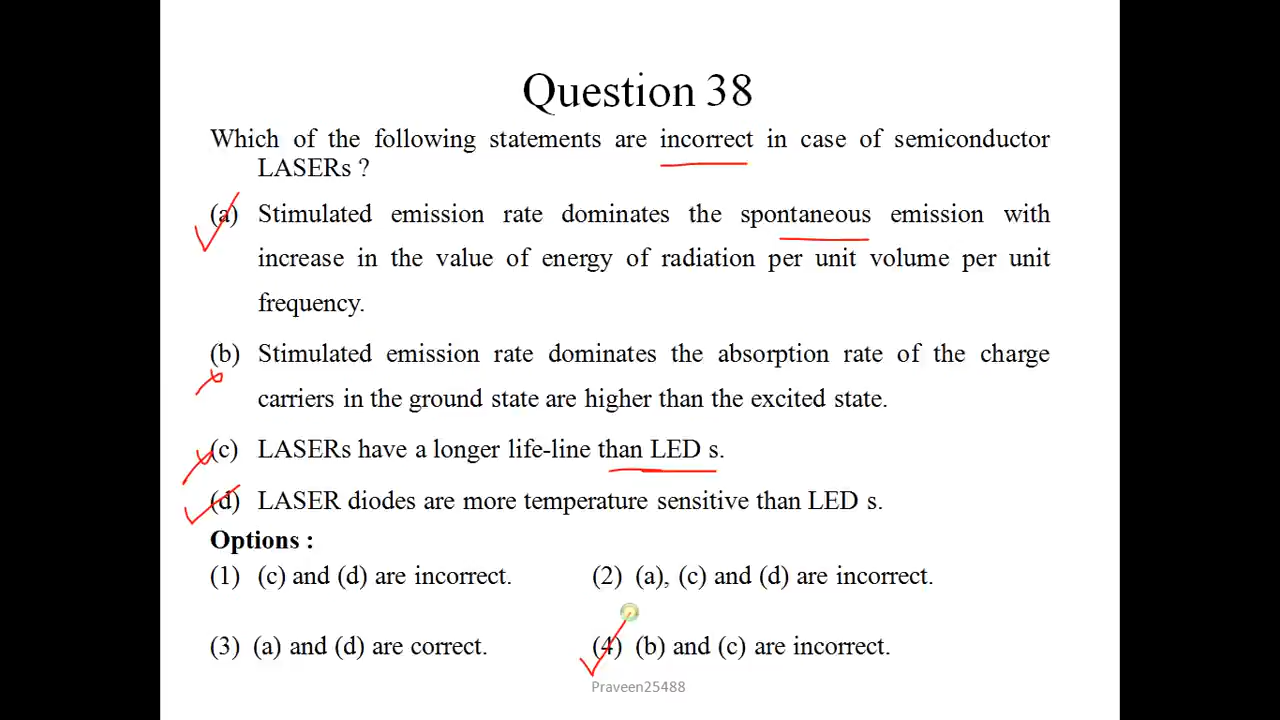 Question 38
Which of the following statements are incorrect in case of semiconductor
LASERs ?
(a) Stimulated emission rate dominates the spontaneous emission with
increase in the value of energy of radiation per unit volume per unit
frequency.
(b) Stimulated emission rate dominates the absorption rate of the charge
carriers in the ground state are higher than the excited state.
(c) LASERs have a longer life-line than LED s.
(d) LASER diodes are more temperature sensitive than LED s.
Options :
(1) (c) and (d) are incorrect. (2) (a), (c) and (d) are incorrect.
(3) (a) and (d) are correct. (4) (b) and (c) are incorrect.
Praveen25488